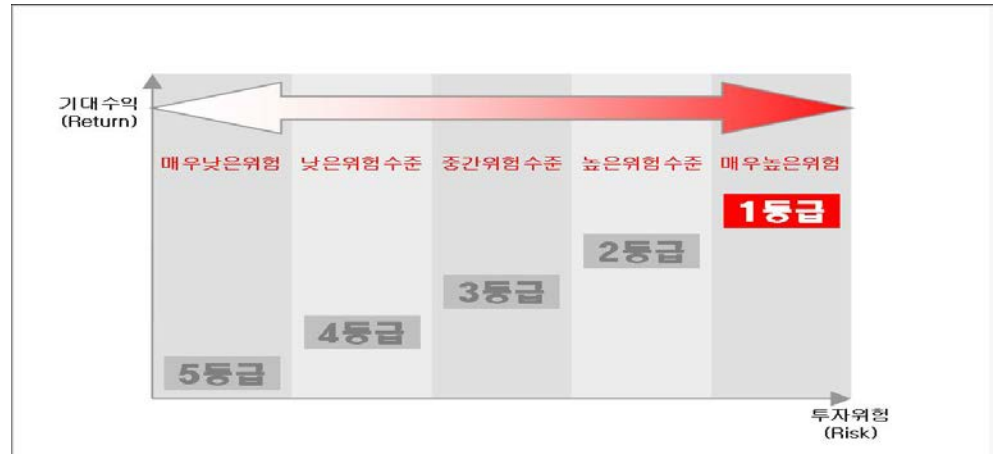 기대수익
(Return)
매우낮은위험 낮은위험수준 중간위험수준 높은위험수준 매우높은위험
1등급
2등급
3등급
4등급
5등급
투자위험
(Risk)